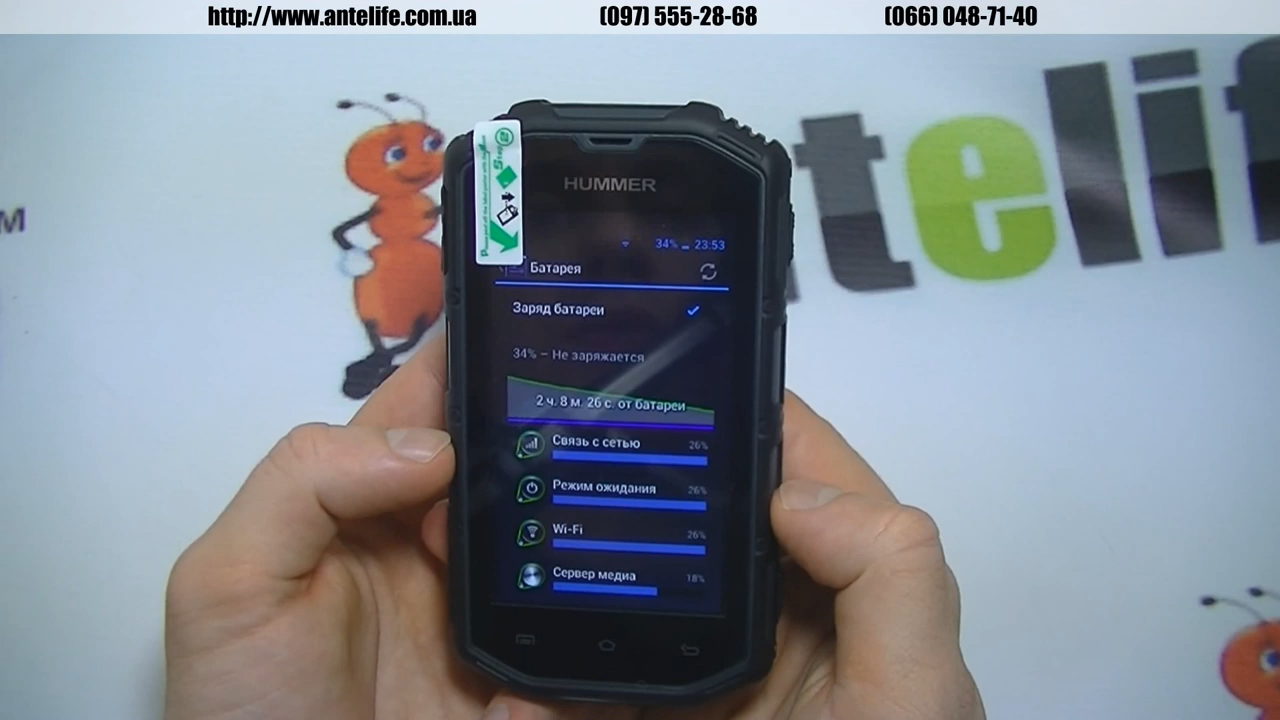 http://www.antelife.com.ua (097) 555-28-68 (066) 048-71-40
telif
м
Step 2
HUMMER
34% 23:53
Батарея
Заряд батареи
34% – Не заряжается
2 ч. 8 м. 26 с. от батареи
Связь с сетью 26%
Режим ожидания 26%
Wi-Fi 26%
Сервер медиа 18%